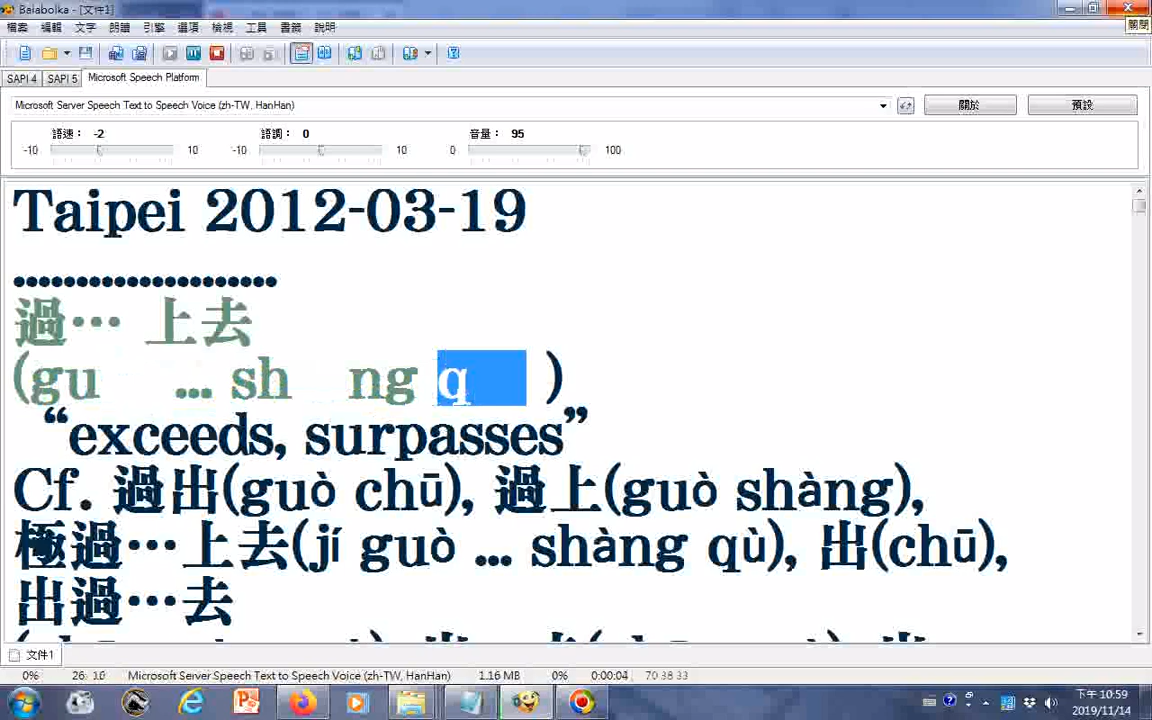 Balabolka - [文件1]
關閉
檔案 編輯 文字 朗讀 引擎 選項 檢視 工具 書籤 說明
SAPI 4 SAPI 5 Microsoft Speech Platform
Microsoft Server Speech Text to Speech Voice (zh-TW, HanHan) 關於 預設
語速： -2 語調： 0 音量： 95
-10 10 -10 10 0 100
Taipei 2012-03-19
.....................
過… 上去
(gu ... sh ng q )
“exceeds, surpasses”
Cf. 過出(guò chū), 過上(guò shàng),
極過…上去(jí guò ... shàng qù), 出(chū),
出過…去
文件1
0% 26: 10 Microsoft Server Speech Text to Speech Voice (zh-TW, HanHan) 1.16 MB 0% 0:00:04 70 38 33
下午 10:59
2019/11/14